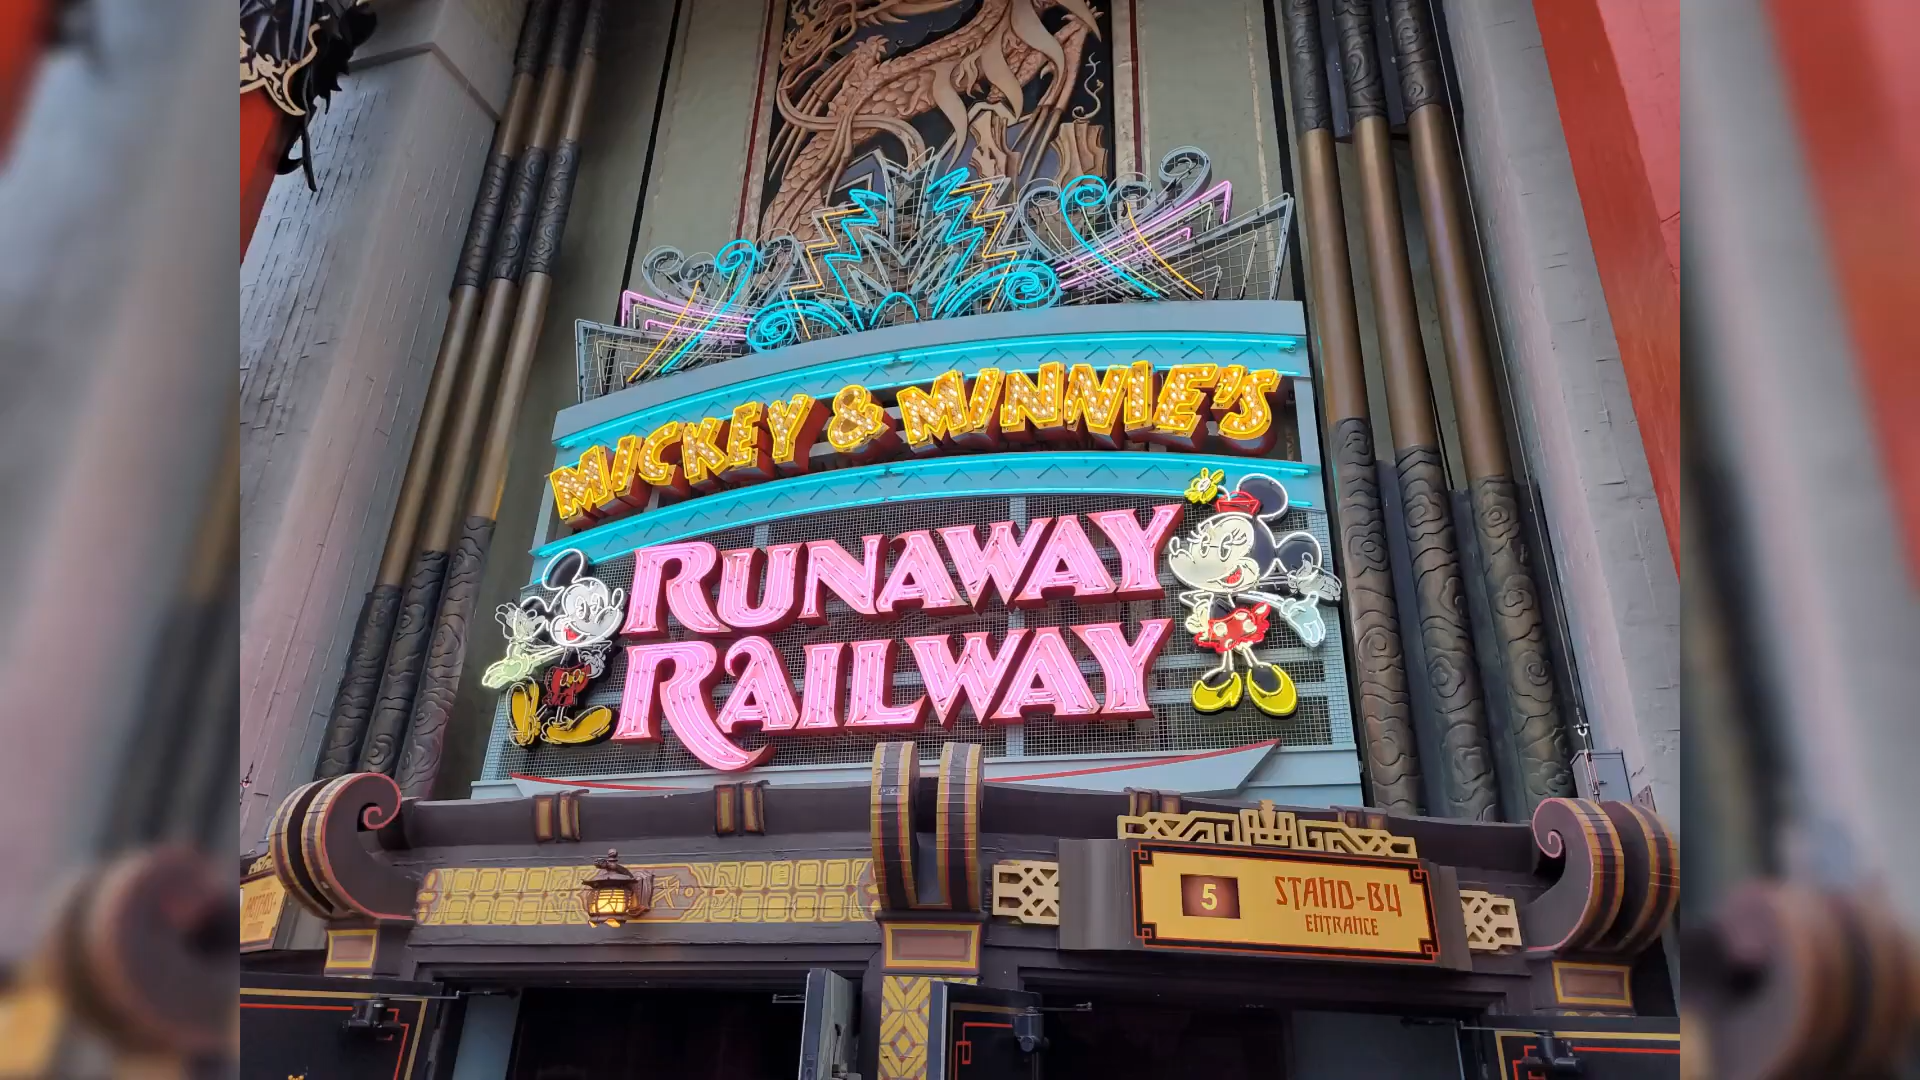 MICKEY & MINNIE'S
RUNAWAY
RAILWAY
5
STAND-BY
ENTRANCE